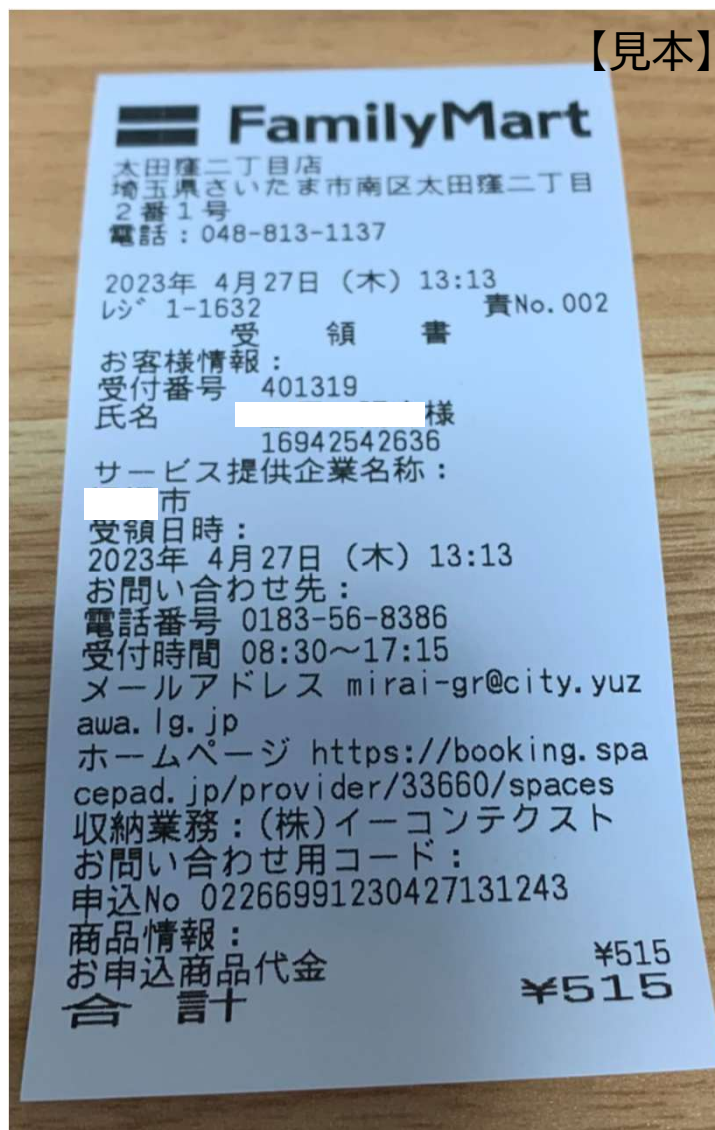 【見本】
FamilyMart
太田窪二丁目店
埼玉県さいたま市南区太田窪二丁目
2番1号
電話：048-813-1137
2023年 4月27日（木）13:13
ﾚｼﾞ 1-1632 責No.002
受 領 書
お客様情報：
受付番号 401319
氏名 様
16942542636
サービス提供企業名称：
市
受領日時：
2023年 4月27日（木）13:13
お問い合わせ先：
電話番号 0183-56-8386
受付時間 08:30～17:15
メールアドレス mirai-gr@city.yuz
awa.lg.jp
ホームページ https://booking.spa
cepad.jp/provider/33660/spaces
収納業務：(株)イーコンテクスト
お問い合わせ用コード：
申込No 02266991230427131243
商品情報：
お申込商品代金 ¥515
合 計 ¥515